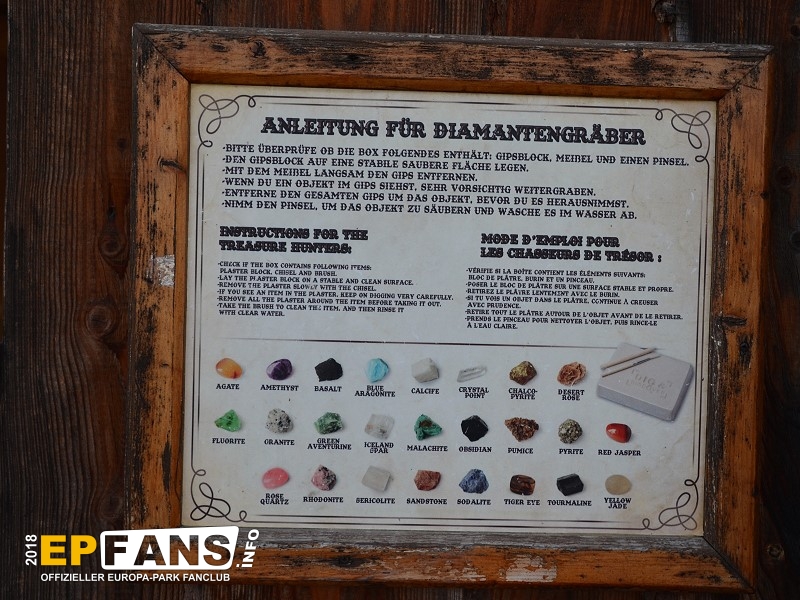 ANLEITUNG FÜR DIAMANTENGRÄBER
·BITTE ÜBERPRÜFE OB DIE BOX FOLGENDES ENTHÄLT: GIPSBLOCK, MEIßEL UND EINEN PINSEL.
·DEN GIPSBLOCK AUF EINE STABILE SAUBERE FLÄCHE LEGEN.
·MIT DEM MEIßEL LANGSAM DEN GIPS ENTFERNEN.
·WENN DU EIN OBJEKT IM GIPS SIEHST, SEHR VORSICHTIG WEITERGRABEN.
·ENTFERNE DEN GESAMTEN GIPS UM DAS OBJEKT, BEVOR DU ES HERAUSNIMMST.
·NIMM DEN PINSEL, UM DAS OBJEKT ZU SÄUBERN UND WASCHE ES IM WASSER AB.
INSTRUCTIONS FOR THE
TREASURE HUNTERS:
·CHECK IF THE BOX CONTAINS FOLLOWING ITEMS:
PLASTER BLOCK, CHISEL AND BRUSH.
·LAY THE PLASTER BLOCK ON A STABLE AND CLEAN SURFACE.
·REMOVE THE PLASTER SLOWLY WITH THE CHISEL.
·IF YOU SEE AN ITEM IN THE PLASTER, KEEP ON DIGGING VERY CAREFULLY.
·REMOVE ALL THE PLASTER AROUND THE ITEM BEFORE TAKING IT OUT.
·TAKE THE BRUSH TO CLEAN THE ITEM, AND THEN RINSE IT
WITH CLEAR WATER.
MODE D'EMPLOI POUR
LES CHASSEURS DE TRÉSOR :
·VÉRIFIE SI LA BOÎTE CONTIENT LES ÉLÉMENTS SUIVANTS:
BLOC DE PLÂTRE, BURIN ET UN PINCEAU.
·POSER LE BLOC DE PLÂTRE SUR UNE SURFACE STABLE ET PROPRE.
·RETIREZ LE PLÂTRE LENTEMENT AVEC LE BURIN.
·SI TU VOIS UN OBJET DANS LE PLÂTRE, CONTINUE À CREUSER
AVEC PRUDENCE.
·RETIRE TOUT LE PLÂTRE AUTOUR DE L'OBJET AVANT DE LE RETIRER.
·PRENDS LE PINCEAU POUR NETTOYER L'OBJET, PUIS RINCE-LE
À L'EAU CLAIRE.
AGATE
AMETHYST
BASALT
BLUE
ARAGONITE
CALCIFE
CRYSTAL
POINT
CHALCO-
PYRITE
DESERT
ROSE
FLUORITE
GRANITE
GREEN
AVENTURINE
ICELAND
SPAR
MALACHITE
OBSIDIAN
PUMICE
PYRITE
RED JASPER
ROSE
QUARTZ
RHODONITE
SERICOLITE
SANDSTONE
SODALITE
TIGER EYE
TOURMALINE
YELLOW
JADE
2018 EPFANS.INFO
OFFIZIELLER EUROPA-PARK FANCLUB